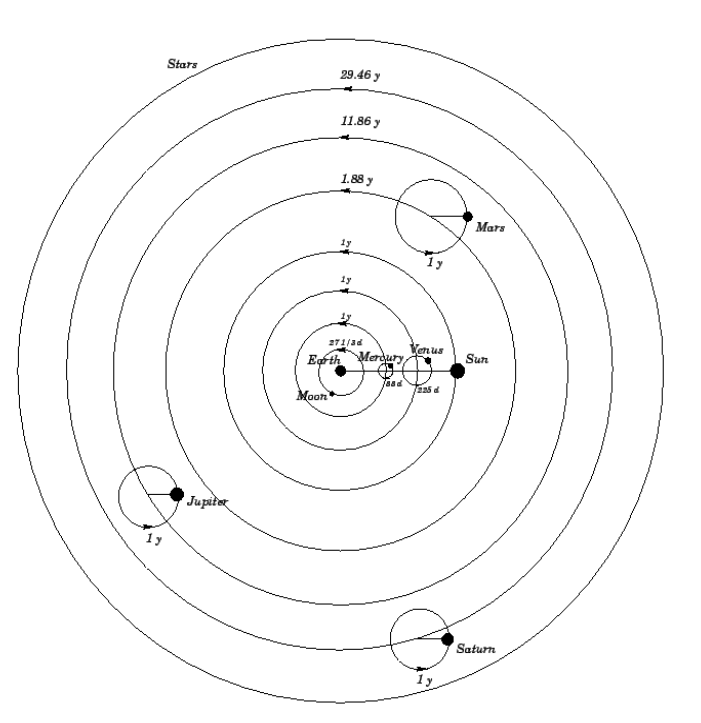 Stars
29.46 y
11.86 y
1.88 y
Mars
1 y
1y
1y
1y
27 1/3 d
Earth
Mercury
Venus
Sun
88 d
225 d
Moon
Jupiter
1 y
Saturn
1 y